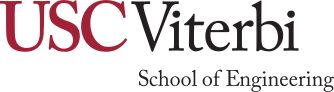 USC Viterbi
School of Engineering